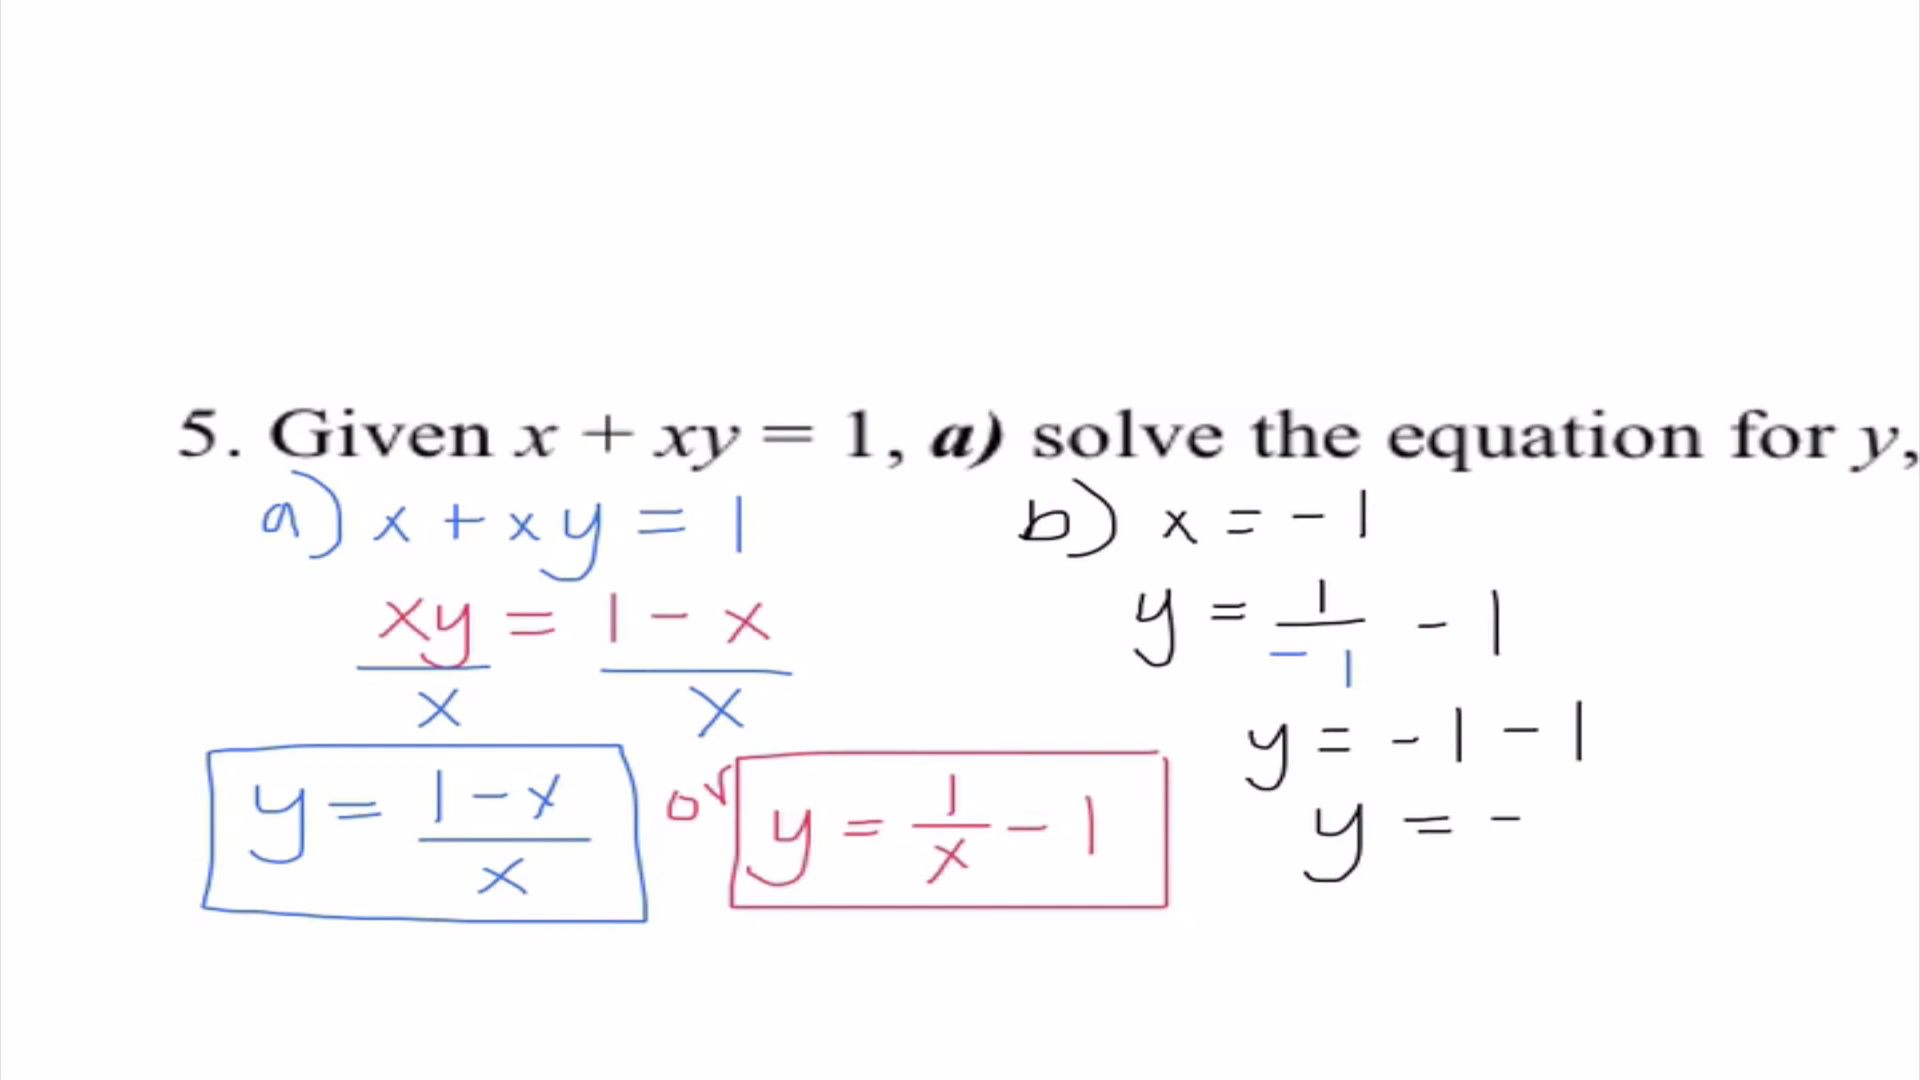 5. Given x + xy = 1, a) solve the equation for y,
a) x + xy = 1
xy = 1 - x
x x
y = 1 - x / x or y = 1/x - 1
b) x = - 1
y = 1/-1 - 1
y = - 1 - 1
y = -